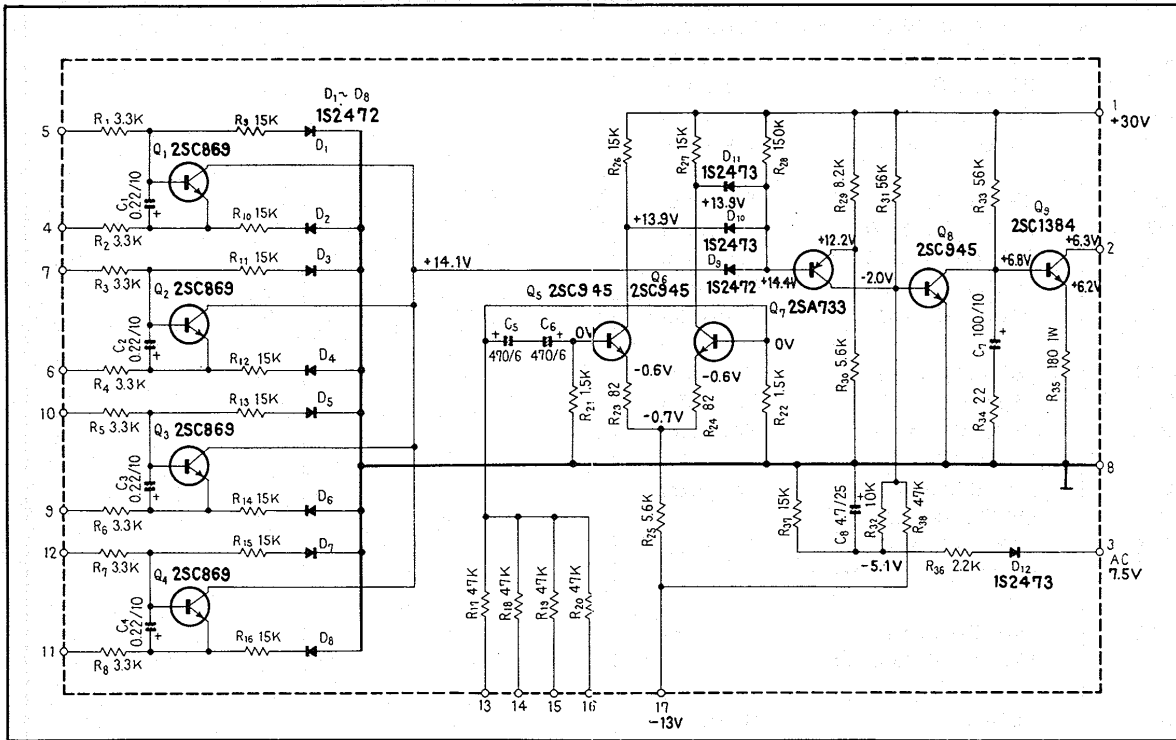 D1~ D8
1S2472
5
R1 3.3K
R9 15K
D1
Q1 2SC869
C1 0.22/10
+
4
R2 3.3K
R10 15K
D2
7
R3 3.3K
R11 15K
D3
Q2 2SC869
C2 0.22/10
+
6
R4 3.3K
R12 15K
D4
10
R5 3.3K
R13 15K
D5
Q3 2SC869
C3 0.22/10
+
9
R6 3.3K
R14 15K
D6
12
R7 3.3K
R15 15K
D7
Q4 2SC869
C4 0.22/10
+
11
R8 3.3K
R16 15K
D8
+14.1V
R26 15K
R27 15K
R28 150K
D11
1S2473
+13.9V
+13.9V
D10
1S2473
D9
1S2472
+14.4V
Q5 2SC945
Q6
2SC945
Q7
2SA733
+ C5
470/6
C6 +
470/6
0V
0V
-0.6V
-0.6V
-0.7V
R21 1.5K
R23 82
R24 82
R22 1.5K
R25 5.6K
R17 47K
R18 47K
R19 47K
R20 47K
13
14
15
16
17
-13V
R29 8.2K
R31 56K
R33 56K
+12.2V
-2.0V
Q8
2SC945
+6.8V
Q9
2SC1384
+6.3V
+6.2V
R30 5.6K
C7 100/10
+
R34 22
R35 180 1W
R37 15K
C8 4.7/25
+
R32 10K
R38 47K
-5.1V
R36 2.2K
D12
1S2473
1
+30V
2
8
3
AC
7.5V